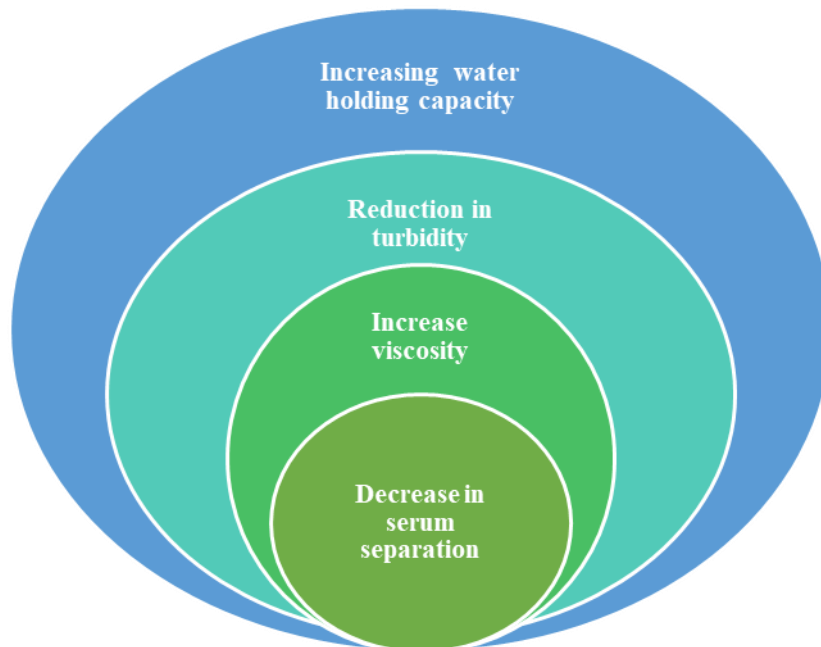 Increasing water
holding capacity
Reduction in
turbidity
Increase
viscosity
Decrease in
serum
separation